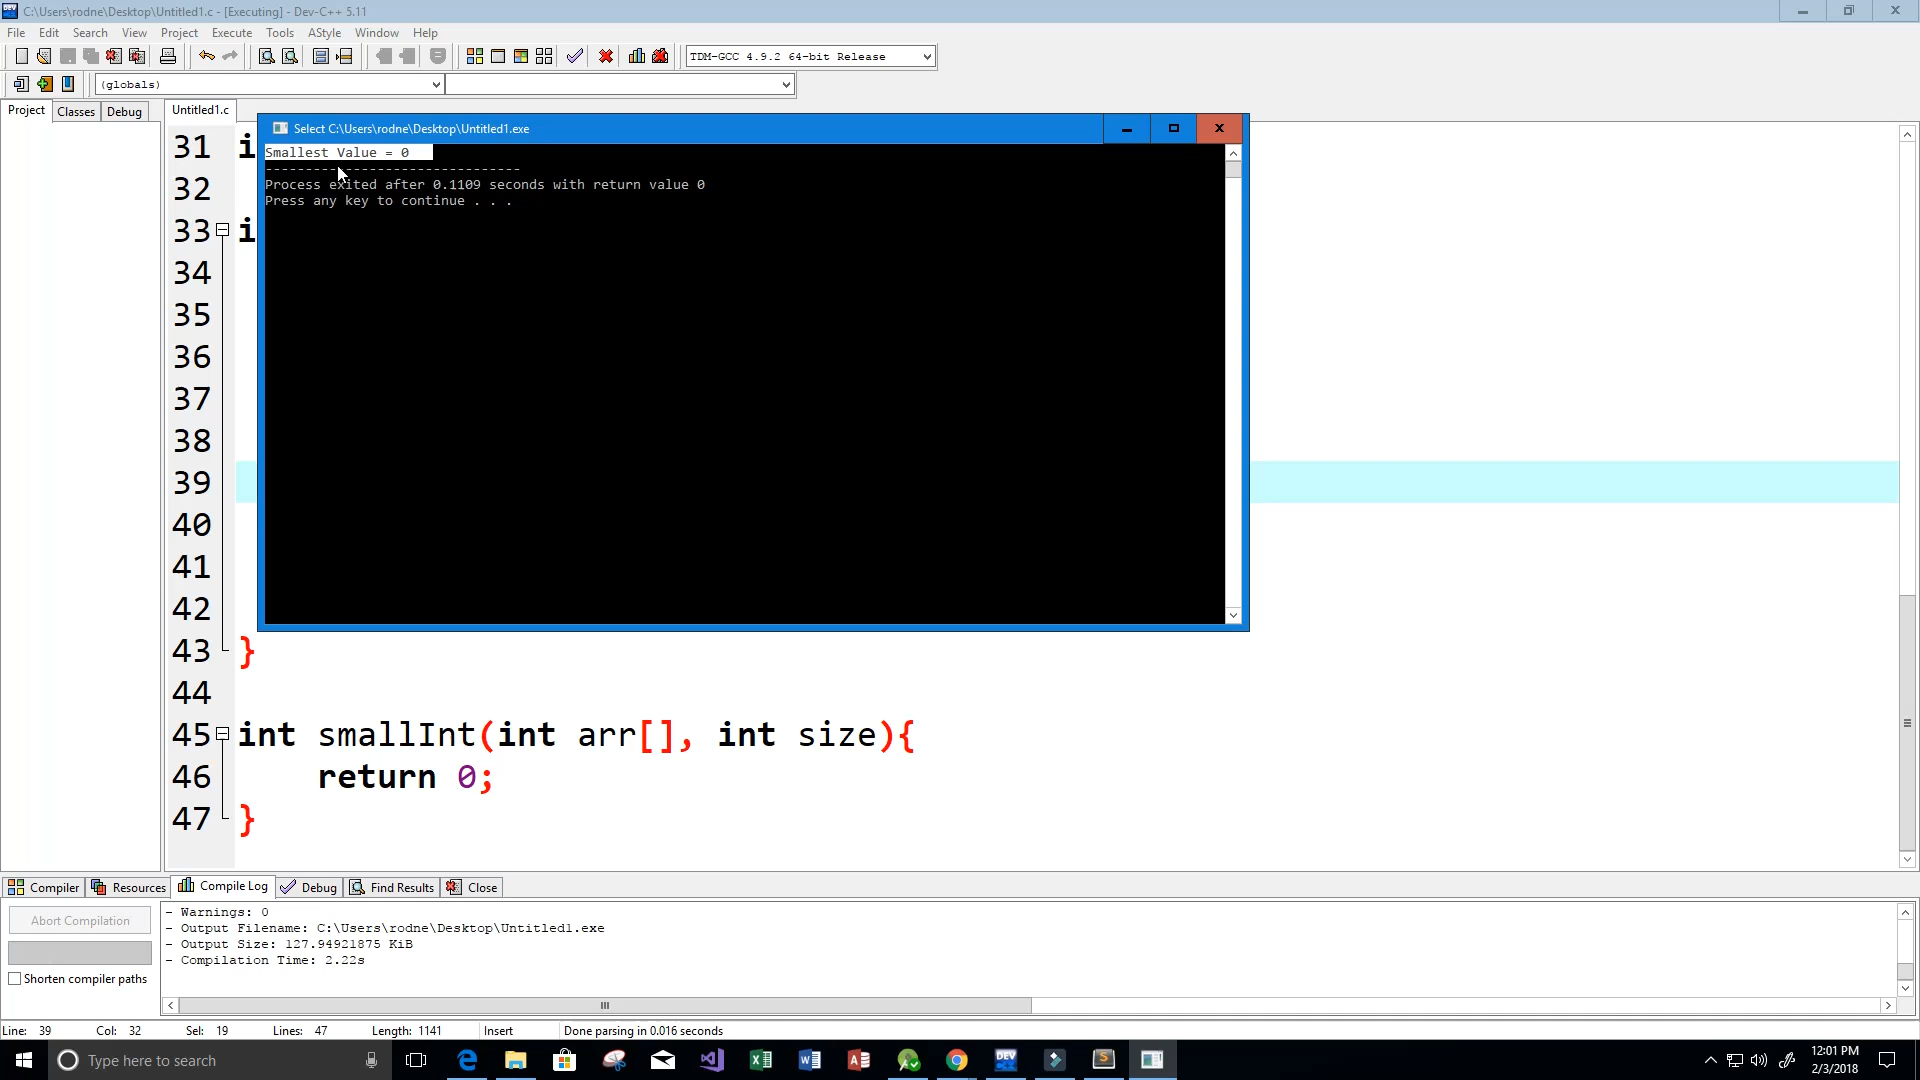 C:\Users\rodne\Desktop\Untitled1.c - [Executing] - Dev-C++ 5.11
File Edit Search View Project Execute Tools AStyle Window Help
TDM-GCC 4.9.2 64-bit Release
(globals)
Project Classes Debug Untitled1.c
Select C:\Users\rodne\Desktop\Untitled1.exe
Smallest Value = 0
--------------------------------
Process exited after 0.1109 seconds with return value 0
Press any key to continue . . .
31 i
32
33 i
34
35
36
37
38
39
40
41
42
43 }
44
45 int smallInt(int arr[], int size){
46 return 0;
47 }
Compiler Resources Compile Log Debug Find Results Close
Abort Compilation
Shorten compiler paths
- Warnings: 0
- Output Filename: C:\Users\rodne\Desktop\Untitled1.exe
- Output Size: 127.94921875 KiB
- Compilation Time: 2.22s
Line: 39 Col: 32 Sel: 19 Lines: 47 Length: 1141 Insert Done parsing in 0.016 seconds
Type here to search
12:01 PM
2/3/2018